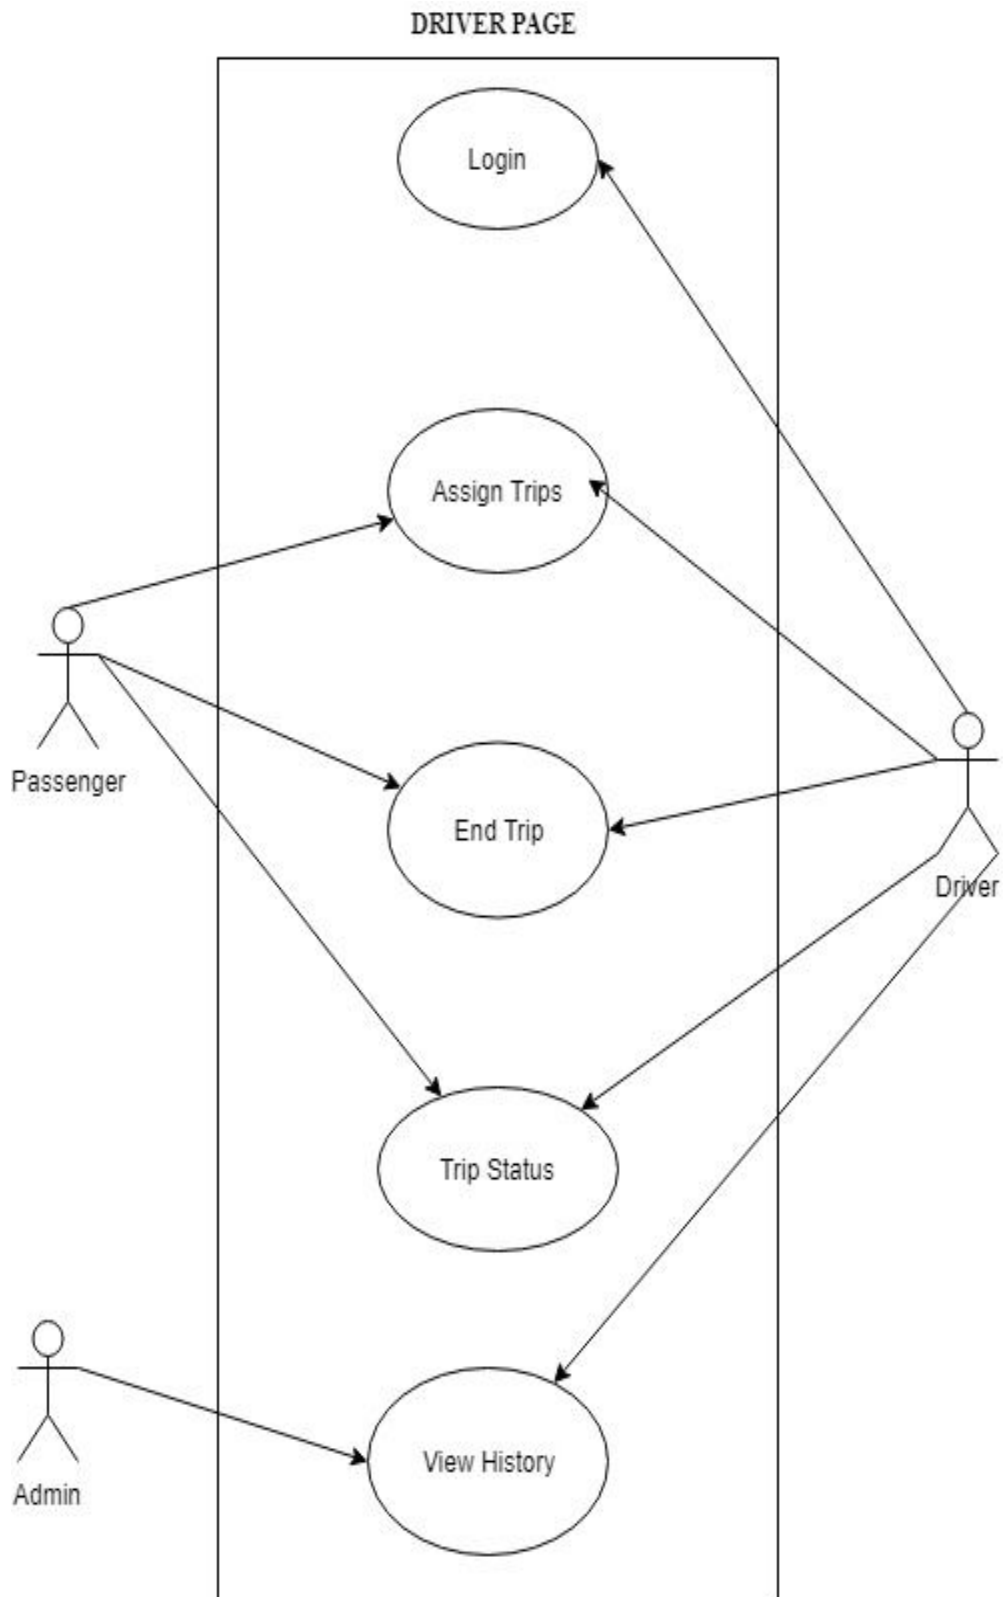 DRIVER PAGE
Login
Assign Trips
Passenger
End Trip
Driver
Trip Status
View History
Admin